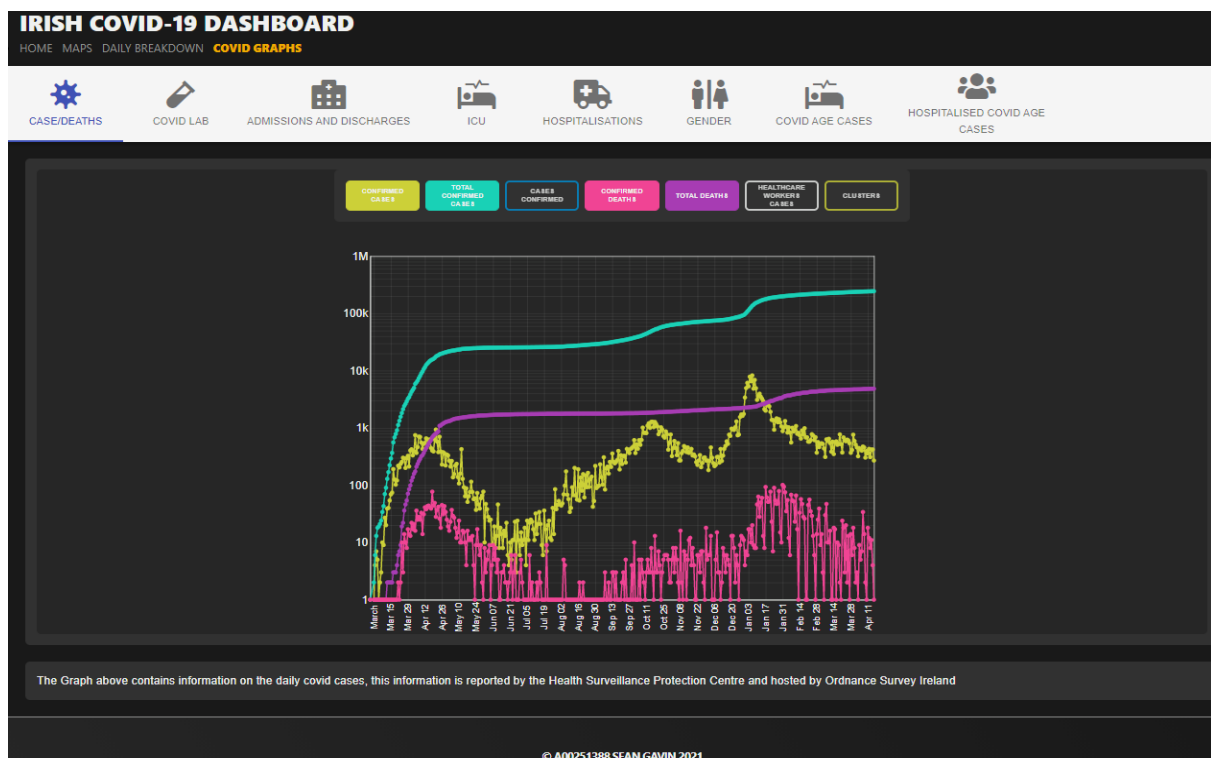 IRISH COVID-19 DASHBOARD
HOME MAPS DAILY BREAKDOWN COVID GRAPHS
CASE/DEATHS
COVID LAB
ADMISSIONS AND DISCHARGES
ICU
HOSPITALISATIONS
GENDER
COVID AGE CASES
HOSPITALISED COVID AGE
CASES
CONFIRMED
CASES
TOTAL
CONFIRMED
CASES
CASES
CONFIRMED
CONFIRMED
DEATHS
TOTAL DEATHS
HEALTHCARE
WORKERS
CASES
CLUSTERS
1M
100k
10k
1k
100
10
1
March
Mar 15
Mar 29
Apr 12
Apr 26
May 10
May 24
Jun 07
Jun 21
Jul 05
Jul 19
Aug 02
Aug 16
Aug 30
Sep 13
Sep 27
Oct 11
Oct 25
Nov 08
Nov 22
Dec 06
Dec 20
Jan 03
Jan 17
Jan 31
Feb 14
Feb 28
Mar 14
Mar 28
Apr 11
The Graph above contains information on the daily covid cases, this information is reported by the Health Surveillance Protection Centre and hosted by Ordnance Survey Ireland
© A00251388 SEAN GAVIN 2021